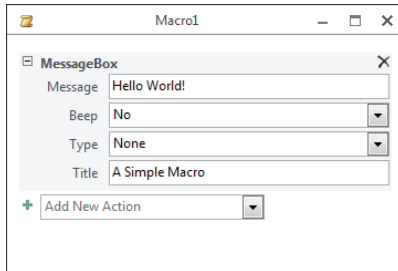 Macro1
MessageBox
Message Hello World!
Beep No
Type None
Title A Simple Macro
Add New Action